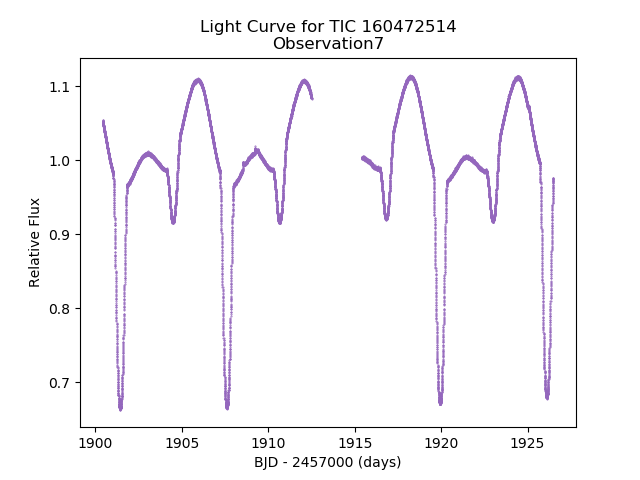 Light Curve for TIC 160472514
Observation7
Relative Flux
1.1
1.0
0.9
0.8
0.7
1900 1905 1910 1915 1920 1925
BJD - 2457000 (days)